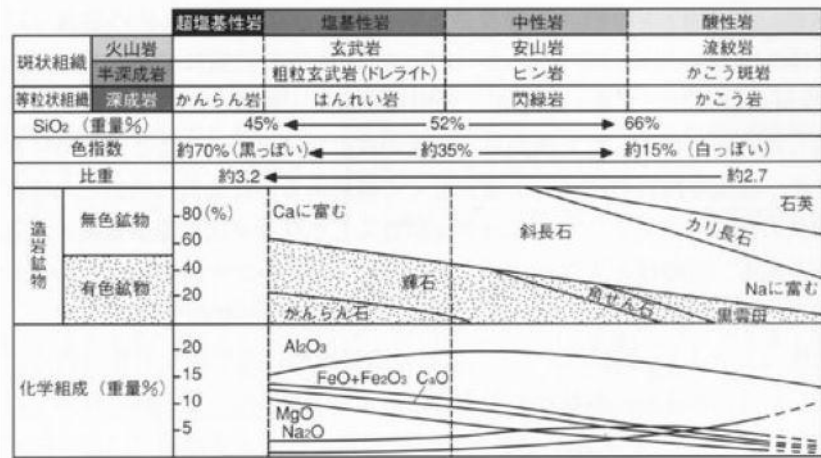 超塩基性岩 塩基性岩 中性岩 酸性岩
斑状組織 火山岩 玄武岩 安山岩 流紋岩
半深成岩 粗粒玄武岩(ドレライト) ヒン岩 かこう斑岩
等粒状組織 深成岩 かんらん岩 はんれい岩 閃緑岩 かこう岩
SiO₂ (重量%) 45% 52% 66%
色指数 約70%(黒っぽい) 約35% 約15% (白っぽい)
比重 約3.2 約2.7
造岩鉱物
無色鉱物
有色鉱物
80(%)
60
40
20
Caに富む
斜長石
石英
カリ長石
輝石
角せん石
Naに富む
かんらん石
黒雲母
化学組成 (重量%)
20
15
10
5
Al₂O₃
FeO+Fe₂O₃ CaO
MgO
Na₂O